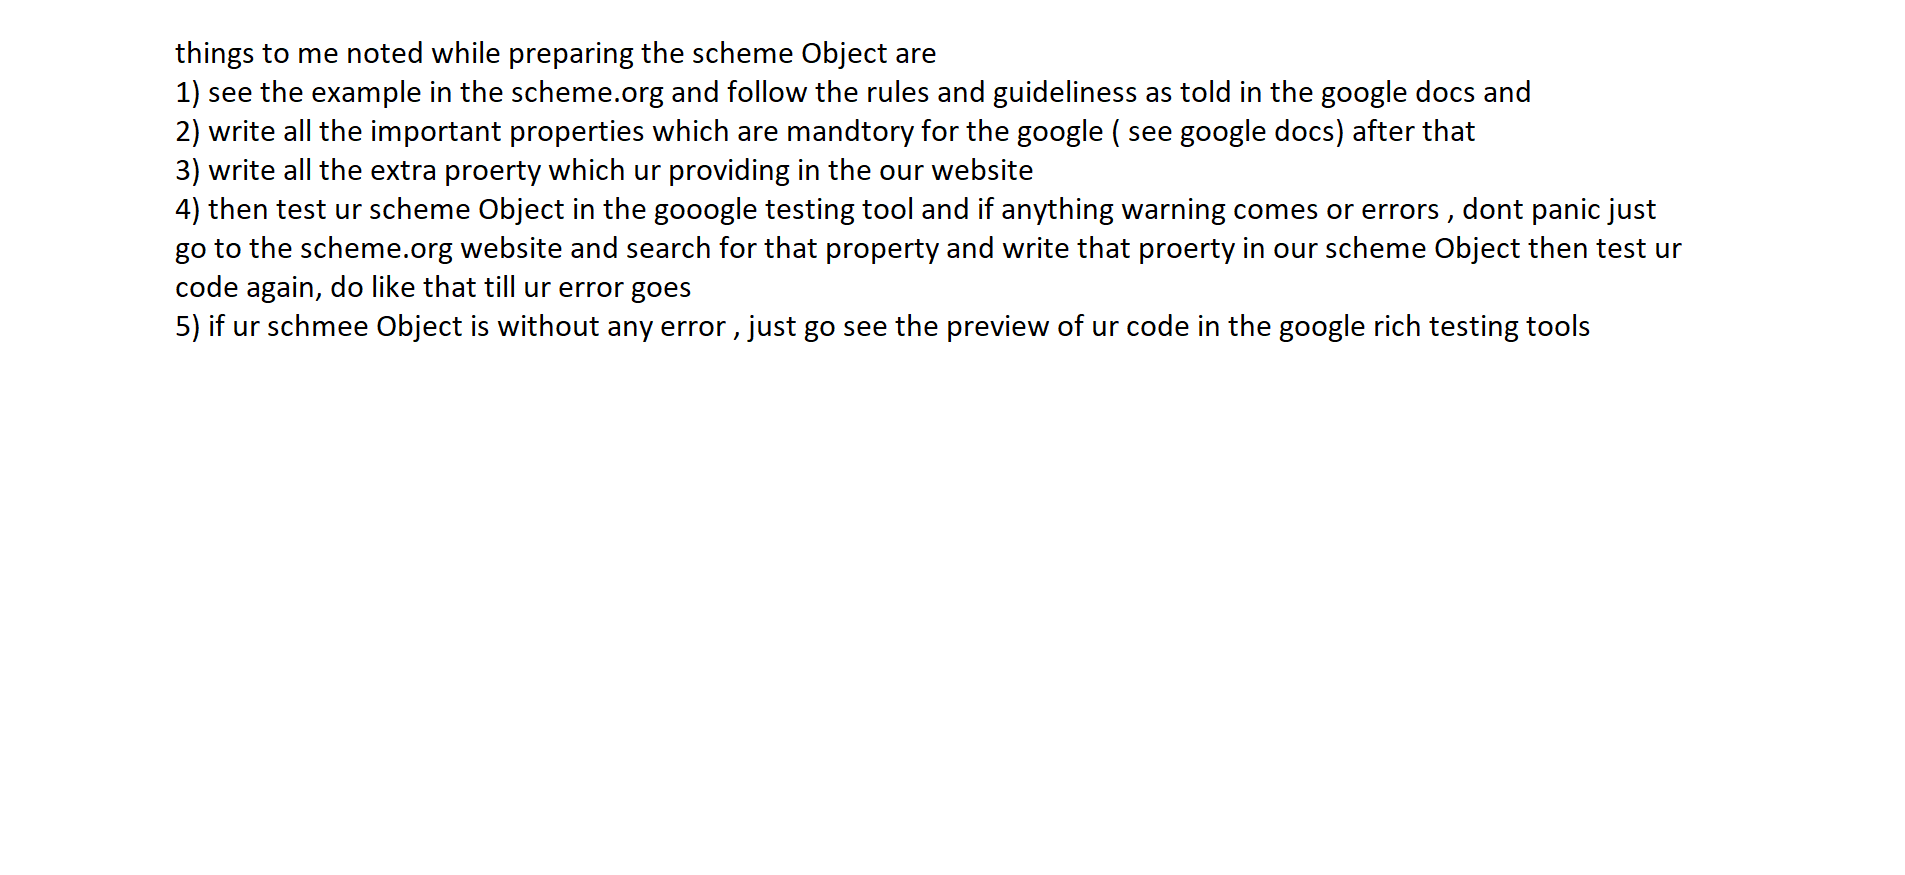 things to me noted while preparing the scheme Object are
1) see the example in the scheme.org and follow the rules and guideliness as told in the google docs and
2) write all the important properties which are mandtory for the google ( see google docs) after that
3) write all the extra proerty which ur providing in the our website
4) then test ur scheme Object in the gooogle testing tool and if anything warning comes or errors , dont panic just
go to the scheme.org website and search for that property and write that proerty in our scheme Object then test ur
code again, do like that till ur error goes
5) if ur schmee Object is without any error , just go see the preview of ur code in the google rich testing tools